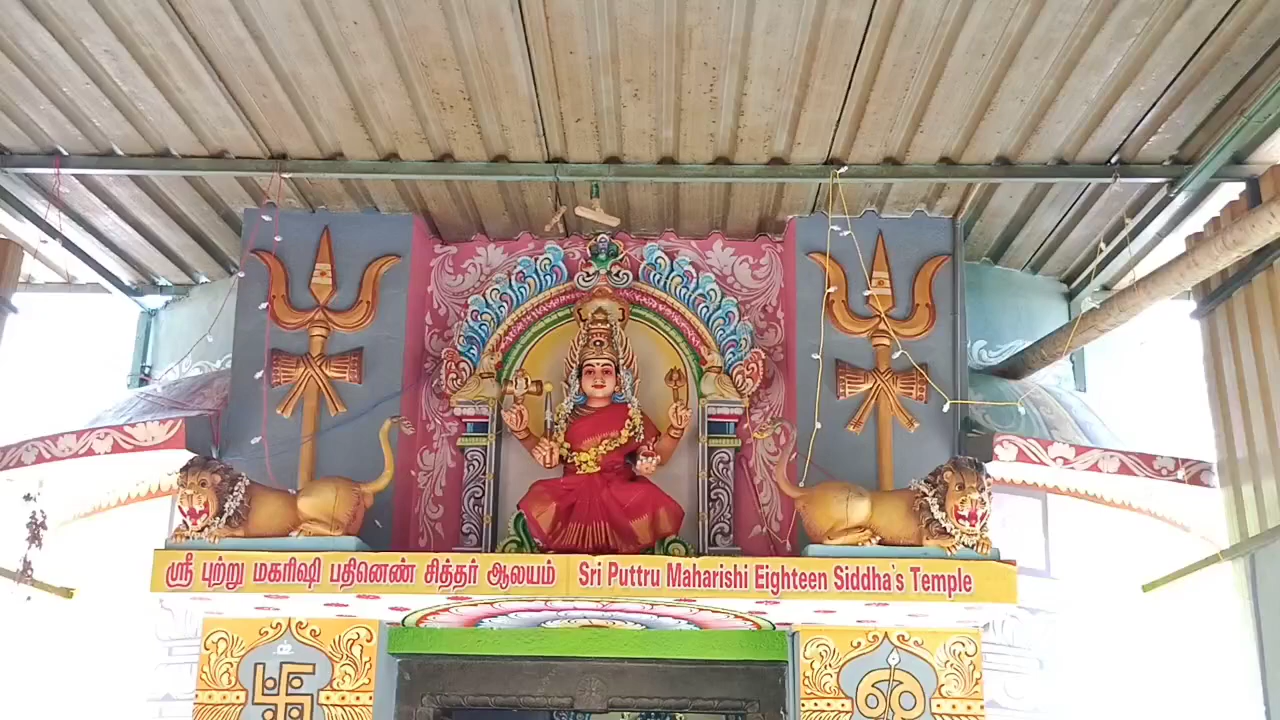 ஸ்ரீ புற்று மகரிஷி பதினெண் சித்தர் ஆலயம் Sri Puttru Maharishi Eighteen Siddha's Temple